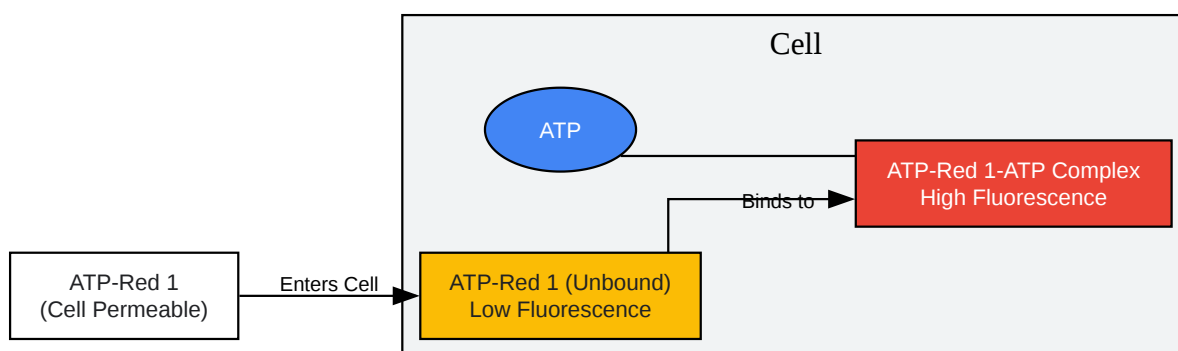 Cell
ATP
ATP-Red 1-ATP Complex
High Fluorescence
Binds to
ATP-Red 1
(Cell Permeable)
Enters Cell
ATP-Red 1 (Unbound)
Low Fluorescence